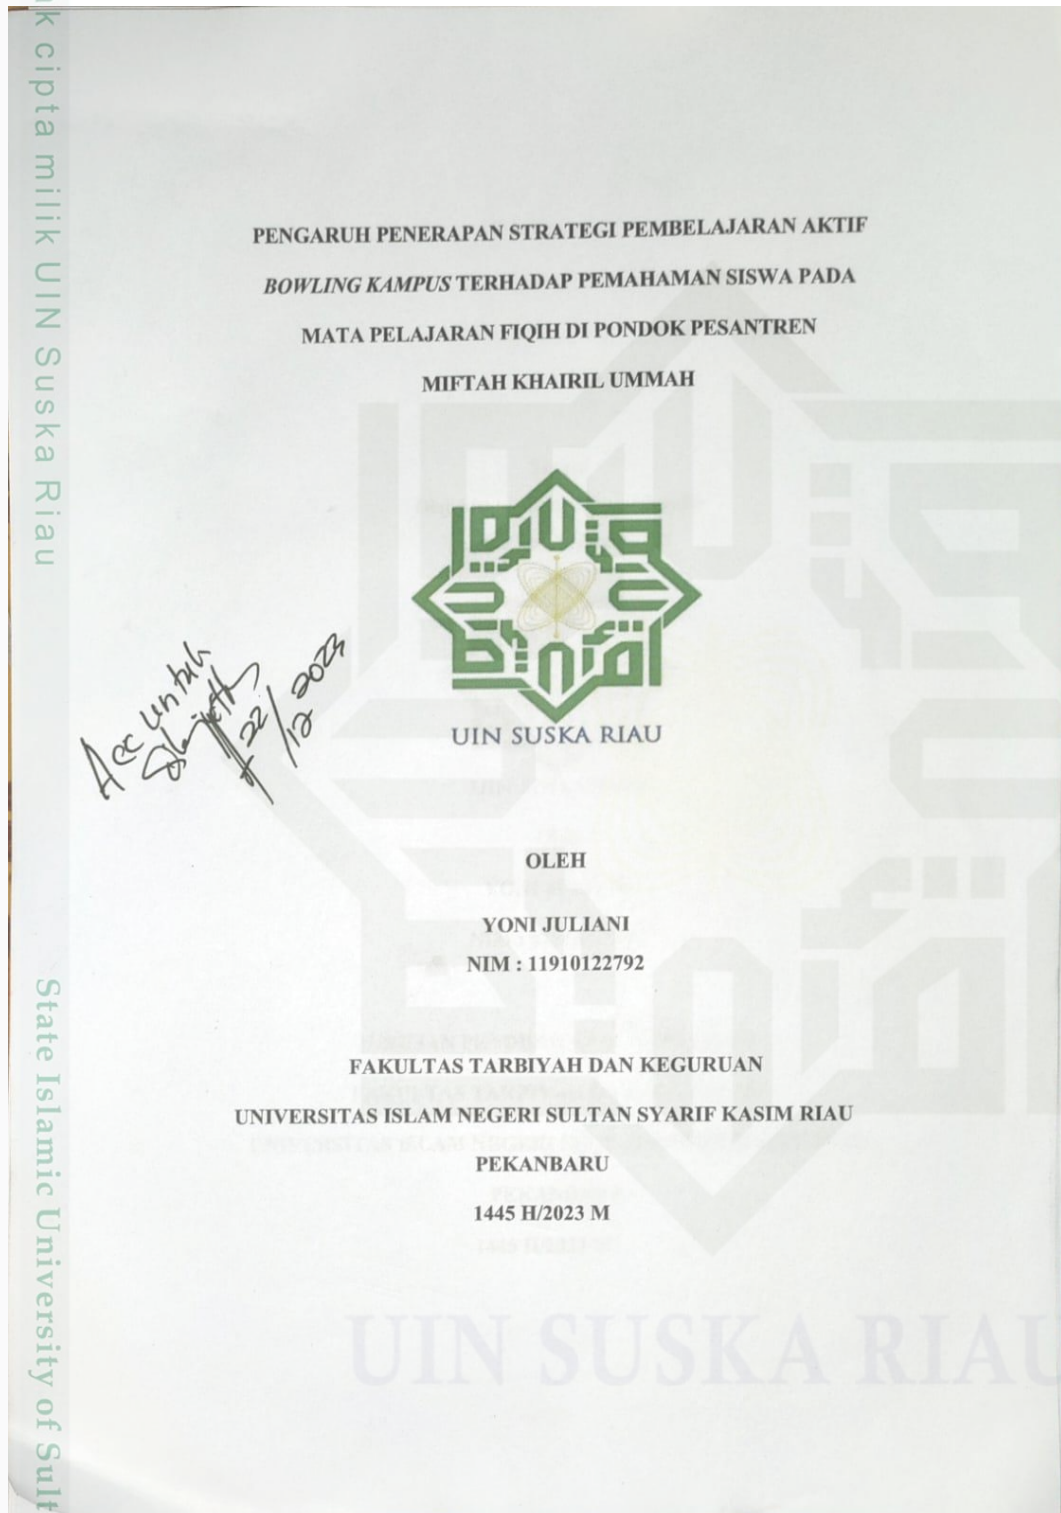 k cipta milik UIN Suska Riau
PENGARUH PENERAPAN STRATEGI PEMBELAJARAN AKTIF
BOWLING KAMPUS TERHADAP PEMAHAMAN SISWA PADA
MATA PELAJARAN FIQIH DI PONDOK PESANTREN
MIFTAH KHAIRIL UMMAH
UIN SUSKA RIAU
Acc untuk
22/12 2023
OLEH
YONI JULIANI
NIM : 11910122792
FAKULTAS TARBIYAH DAN KEGURUAN
UNIVERSITAS ISLAM NEGERI SULTAN SYARIF KASIM RIAU
PEKANBARU
1445 H/2023 M
State Islamic University of Sult
UIN SUSKA RIAU